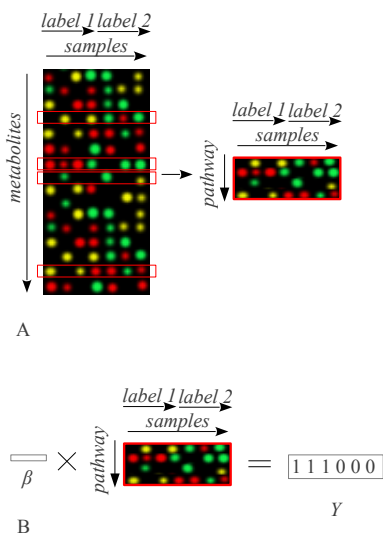 label 1 label 2
samples
metabolites
label 1 label 2
samples
pathway
A
label 1 label 2
samples
pathway
β × = 1 1 1 0 0 0
Y
B